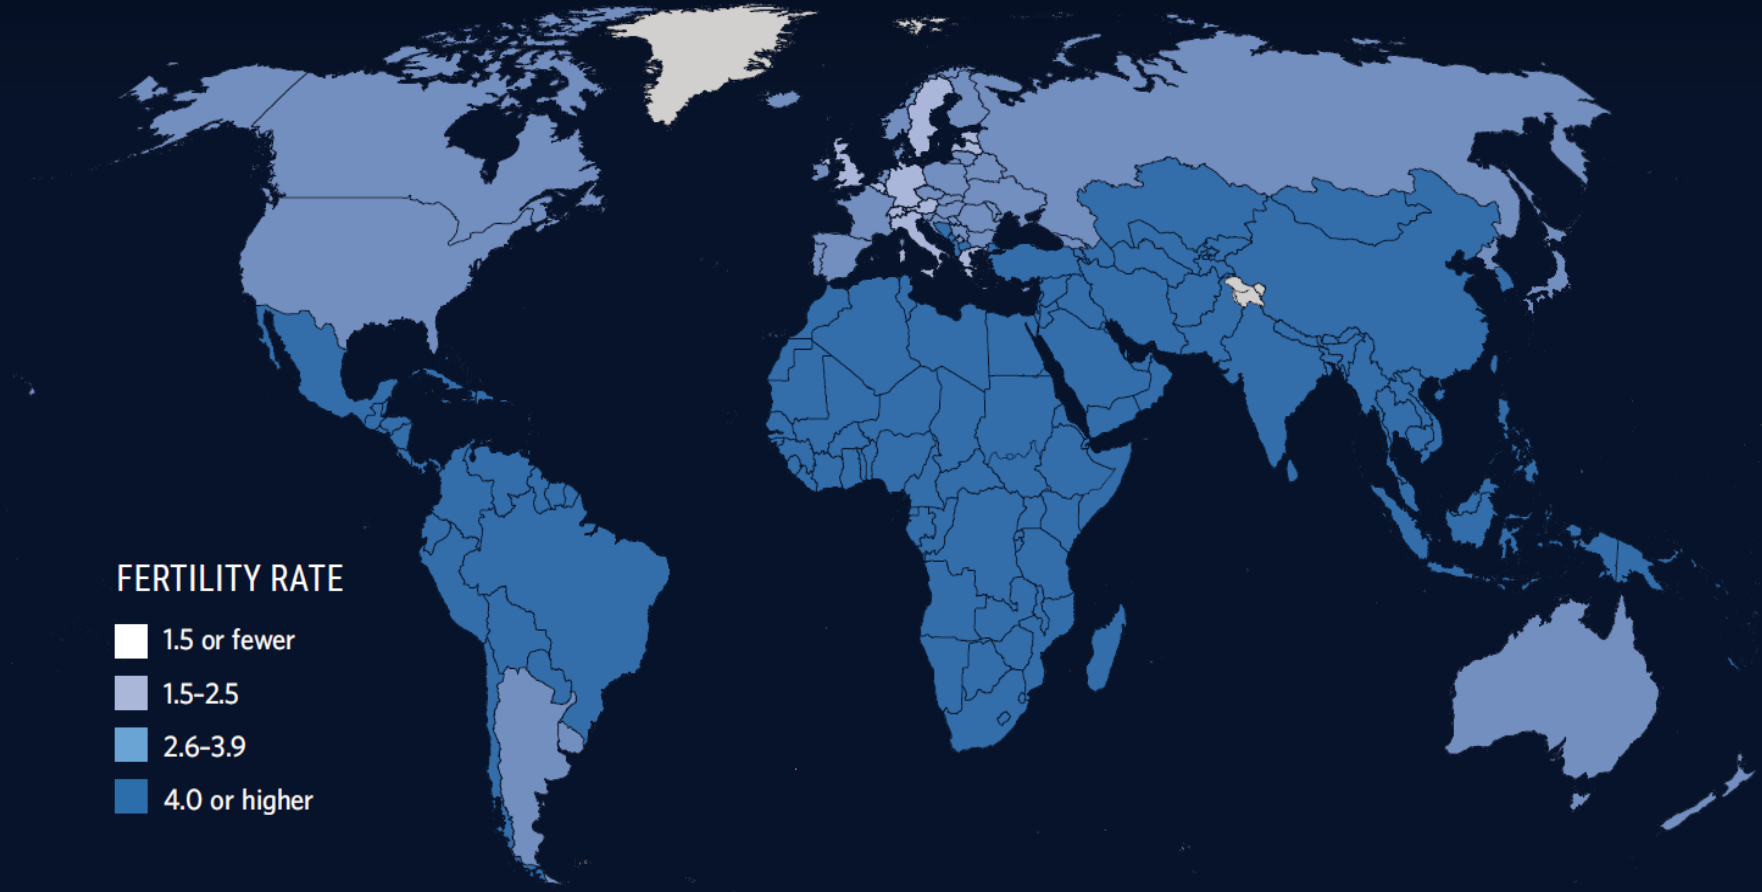 FERTILITY RATE
1.5 or fewer
1.5–2.5
2.6–3.9
4.0 or higher